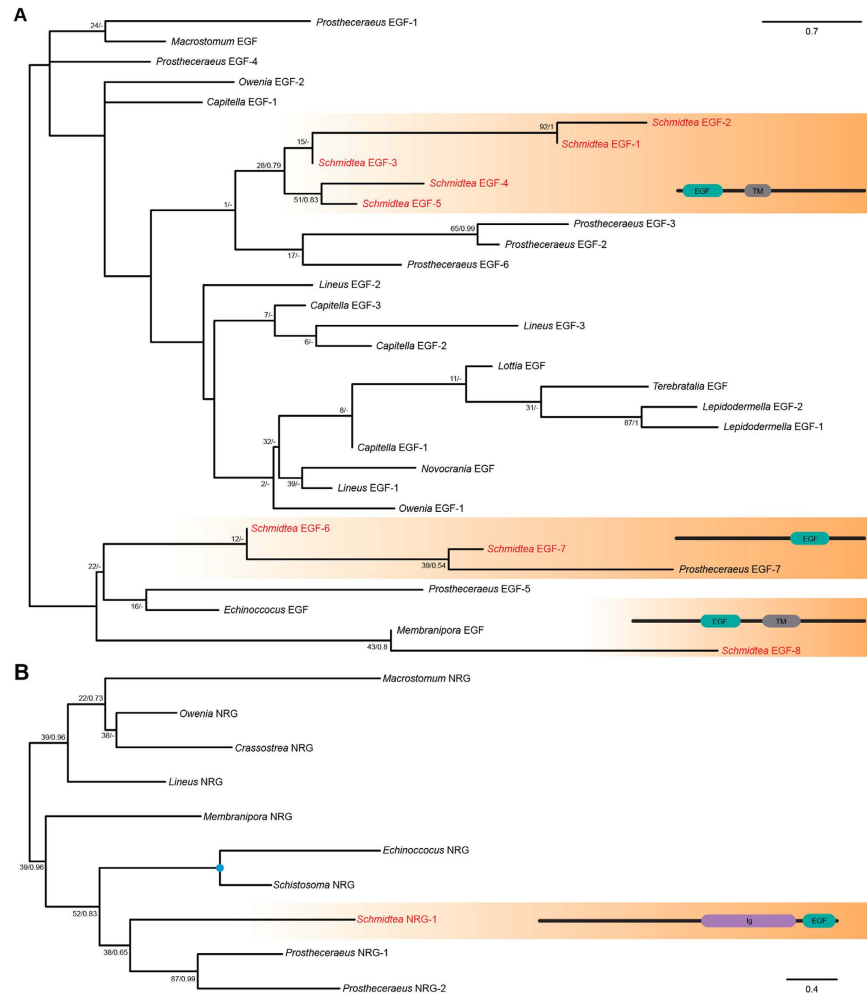 A
24/-
Prostheceraeus EGF-1
0.7
Macrostomum EGF
Prostheceraeus EGF-4
Owenia EGF-2
Capitella EGF-1
92/1
Schmidtea EGF-2
15/-
Schmidtea EGF-1
28/0.79
Schmidtea EGF-3
Schmidtea EGF-4
EGF TM
51/0.83
Schmidtea EGF-5
1/-
65/0.99
Prostheceraeus EGF-3
Prostheceraeus EGF-2
17/-
Prostheceraeus EGF-6
Lineus EGF-2
7/-
Capitella EGF-3
Lineus EGF-3
6/-
Capitella EGF-2
Lottia EGF
11/-
Terebratalia EGF
31/-
Lepidodermella EGF-2
8/-
87/1
Lepidodermella EGF-1
32/-
Capitella EGF-1
Novocrania EGF
2/-
39/-
Lineus EGF-1
Owenia EGF-1
Schmidtea EGF-6
12/-
EGF
Schmidtea EGF-7
39/0.54
Prostheceraeus EGF-7
22/-
Prostheceraeus EGF-5
16/-
Echinoccocus EGF
EGF TM
Membranipora EGF
43/0.8
Schmidtea EGF-8
B
Macrostomum NRG
22/0.73
Owenia NRG
38/-
39/0.96
Crassostrea NRG
Lineus NRG
Membranipora NRG
39/0.96
Echinoccocus NRG
Schistosoma NRG
52/0.83
Schmidtea NRG-1
Ig EGF
38/0.65
Prostheceraeus NRG-1
87/0.99
Prostheceraeus NRG-2
0.4